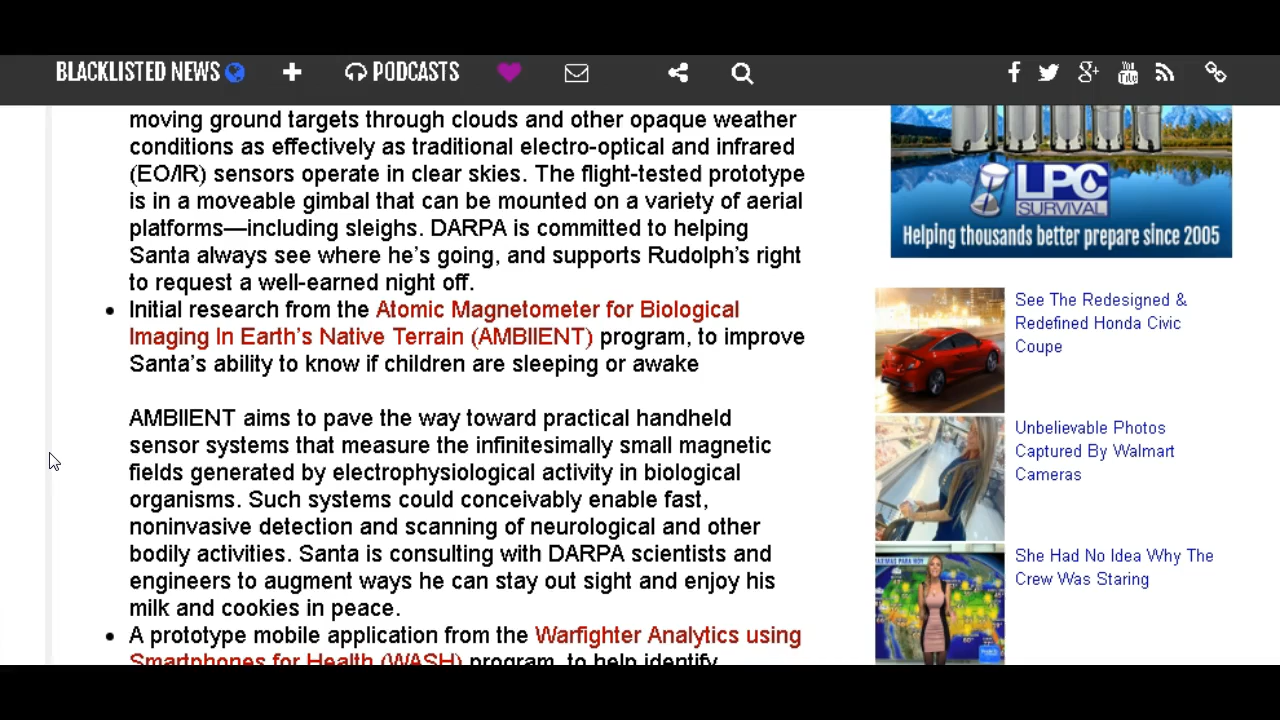 BLACKLISTED NEWS
PODCASTS
moving ground targets through clouds and other opaque weather
conditions as effectively as traditional electro-optical and infrared
(EO/IR) sensors operate in clear skies. The flight-tested prototype
is in a moveable gimbal that can be mounted on a variety of aerial
platforms—including sleighs. DARPA is committed to helping
Santa always see where he's going, and supports Rudolph's right
to request a well-earned night off.
Initial research from the Atomic Magnetometer for Biological
Imaging In Earth's Native Terrain (AMBIIENT) program, to improve
Santa's ability to know if children are sleeping or awake
AMBIIENT aims to pave the way toward practical handheld
sensor systems that measure the infinitesimally small magnetic
fields generated by electrophysiological activity in biological
organisms. Such systems could conceivably enable fast,
noninvasive detection and scanning of neurological and other
bodily activities. Santa is consulting with DARPA scientists and
engineers to augment ways he can stay out sight and enjoy his
milk and cookies in peace.
A prototype mobile application from the Warfighter Analytics using
Smartphones for Health (WASH) program, to help identify
LPC
SURVIVAL
Helping thousands better prepare since 2005
See The Redesigned &
Redefined Honda Civic
Coupe
Unbelievable Photos
Captured By Walmart
Cameras
She Had No Idea Why The
Crew Was Staring